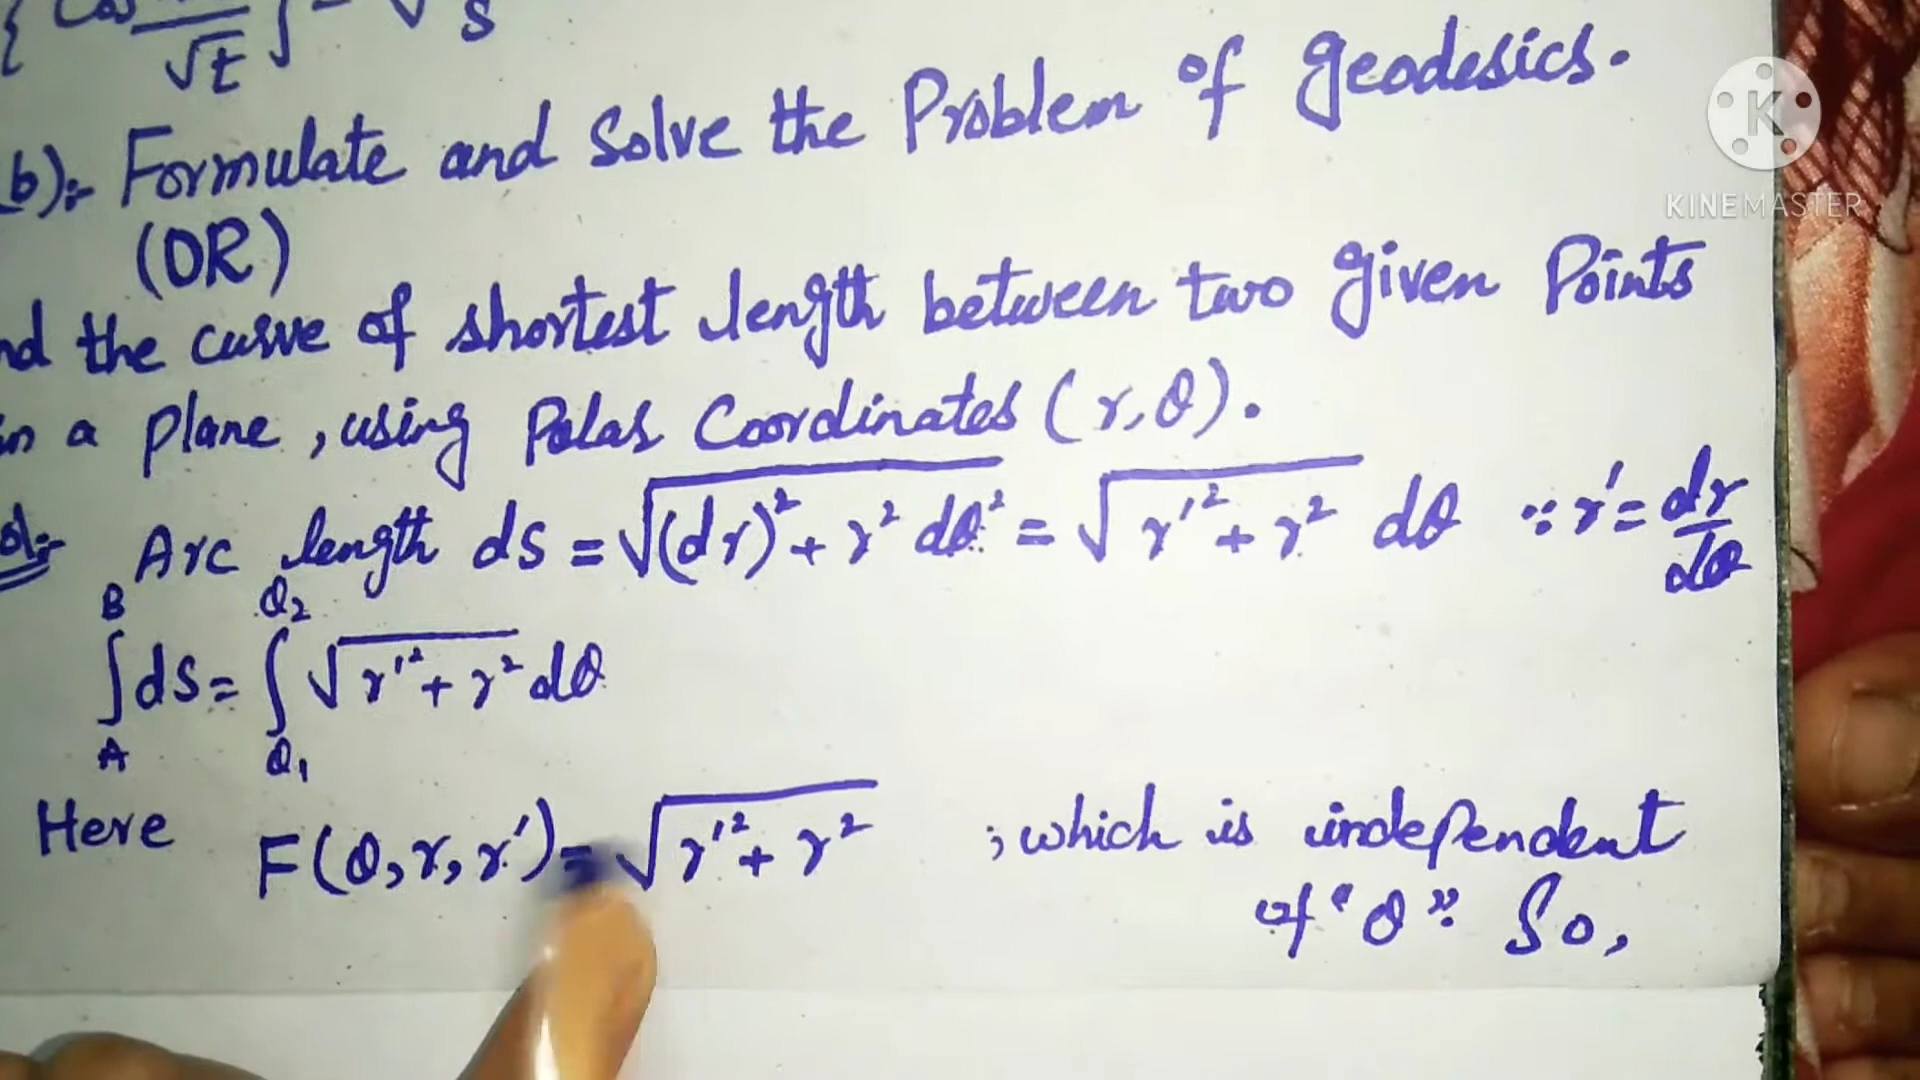 √t s
b):- Formulate and Solve the Problem of geodesics.
(OR)
nd the curve of shortest length between two given Points
in a plane, using Polar Coordinates (r, θ).
Arc length ds = √(dr)² + r² dθ² = √r'² + r² dθ ∵ r' = dr/dθ
∫_A^B ds = ∫_θ1^θ2 √r'² + r² dθ
Here F(θ, r, r') = √r'² + r² ; which is independent
of "θ". So,
K
KINEMASTER